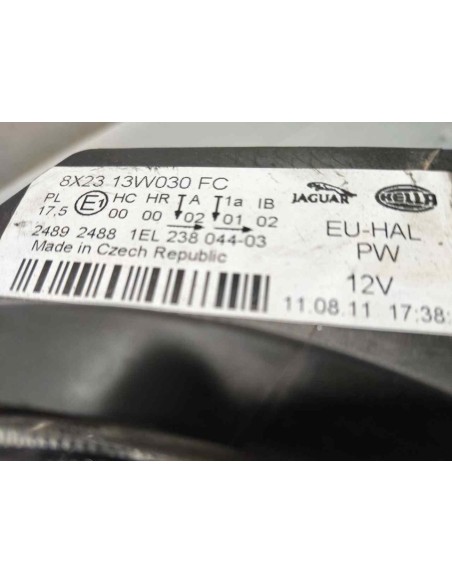 8X23 13W030 FC
PL E1 HC HR A 1a IB
17.5 00 00 02 01 02
2489 2488 1EL 238 044-03
Made in Czech Republic
JAGUAR HELLA
EU-HAL
PW
12V
11.08.11 17:38: